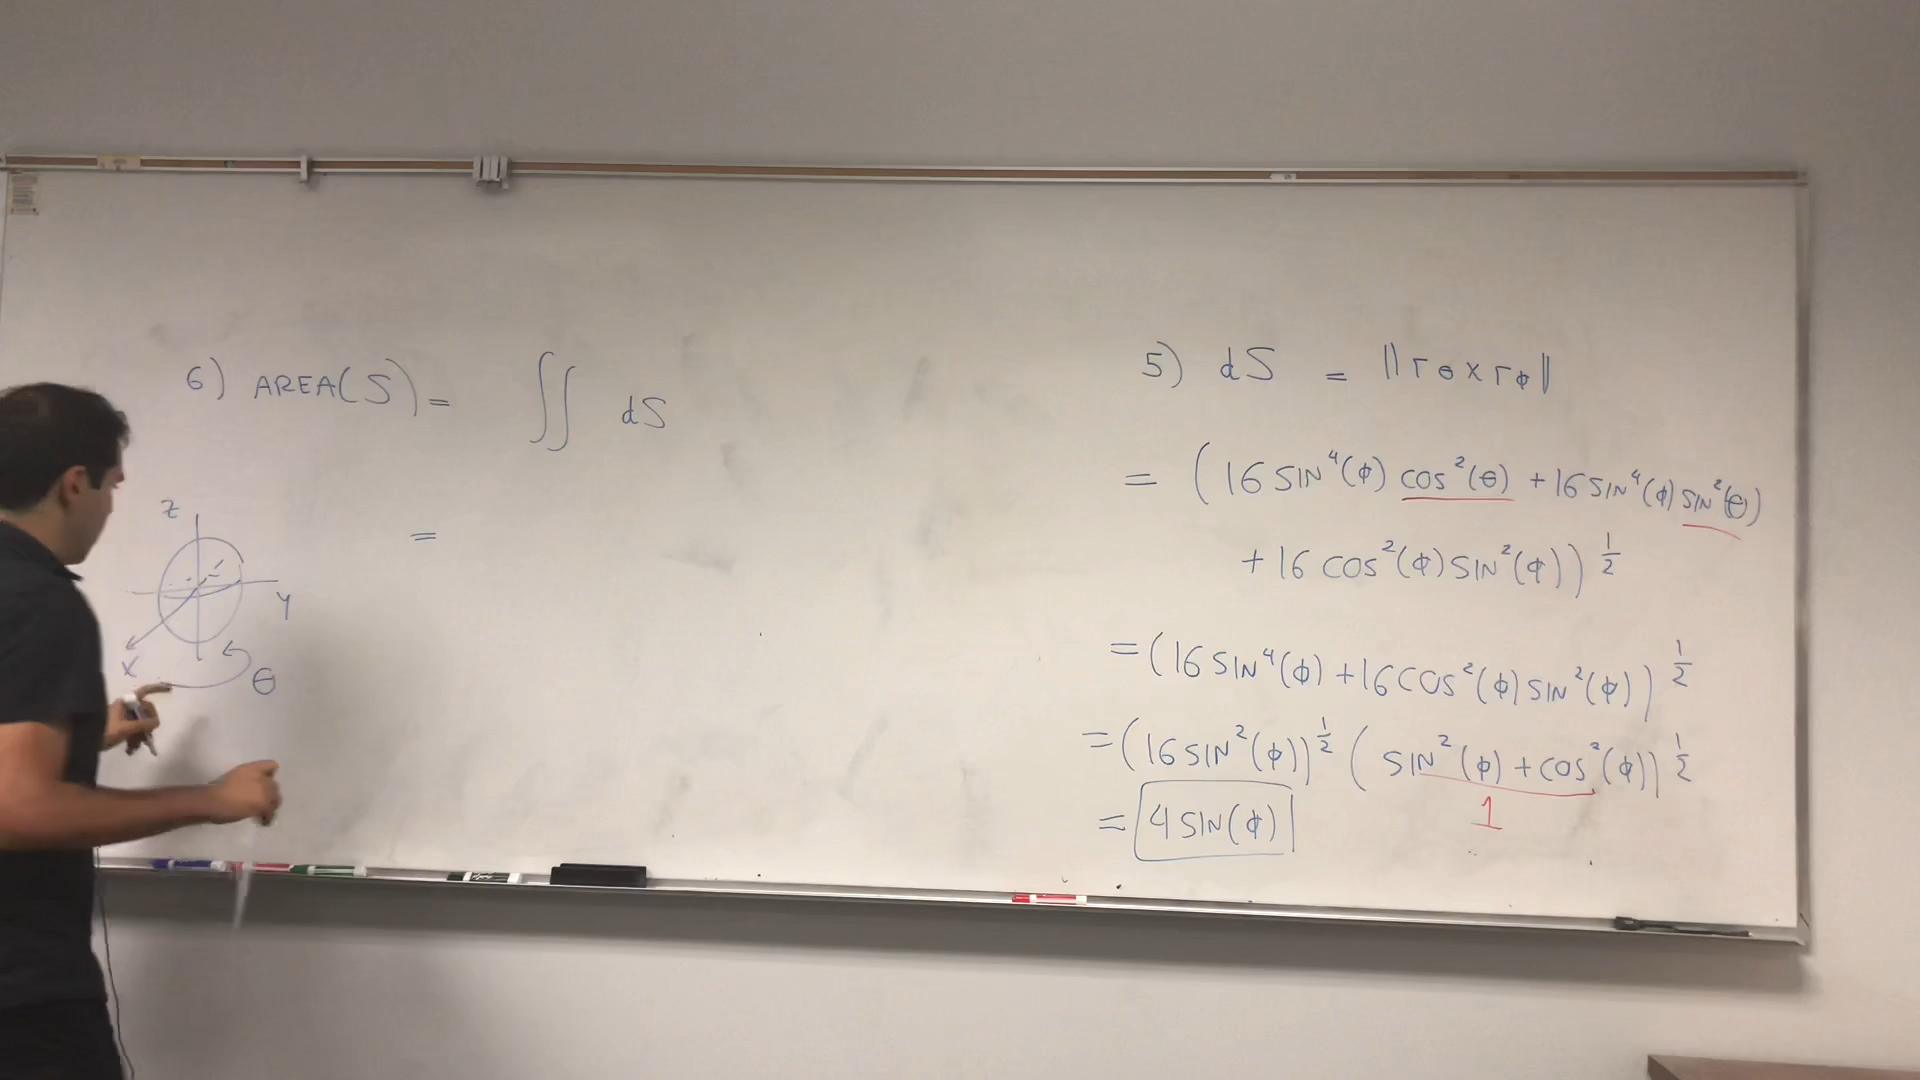 6) AREA(S) = ∬ dS
=
Z
Y
X
θ
5) dS = ||rθ x rϕ||
= (16 SIN⁴(ϕ) COS²(θ) + 16 SIN⁴(ϕ) SIN²(θ)
+ 16 COS²(ϕ) SIN²(ϕ))^½
= (16 SIN⁴(ϕ) + 16 COS²(ϕ) SIN²(ϕ))^½
= (16 SIN²(ϕ))^½ (SIN²(ϕ) + COS²(ϕ))^½
1
= 4 SIN(ϕ)